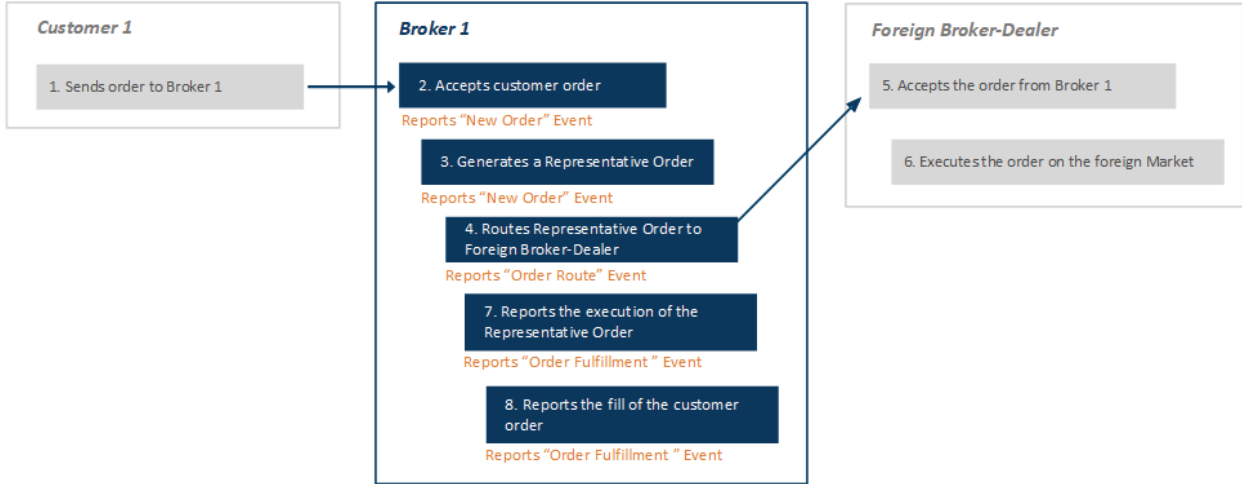 Customer 1
1. Sends order to Broker 1
Broker 1
2. Accepts customer order
Reports “New Order” Event
3. Generates a Representative Order
Reports “New Order” Event
4. Routes Representative Order to
Foreign Broker-Dealer
Reports “Order Route” Event
7. Reports the execution of the
Representative Order
Reports “Order Fulfillment ” Event
8. Reports the fill of the customer
order
Reports “Order Fulfillment ” Event
Foreign Broker-Dealer
5. Accepts the order from Broker 1
6. Executes the order on the foreign Market